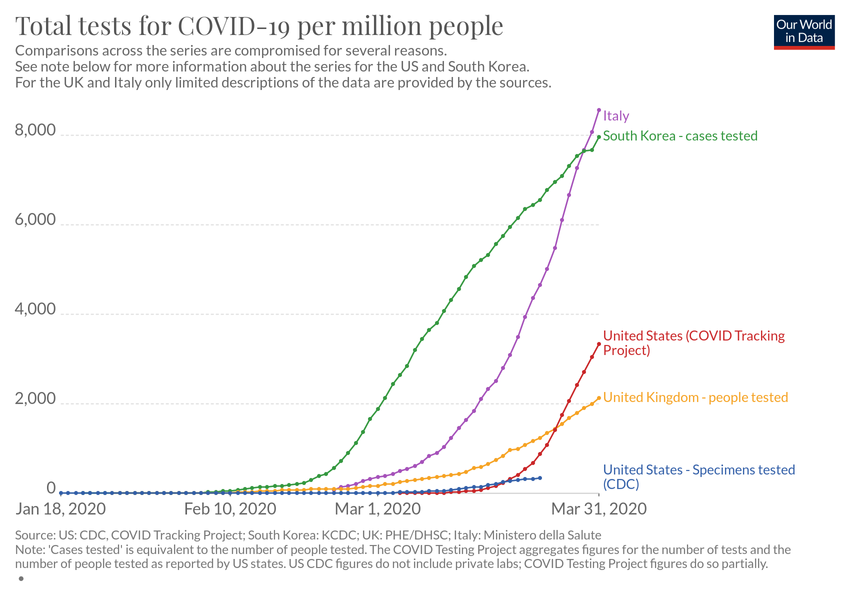 Total tests for COVID-19 per million people
Our World
in Data
Comparisons across the series are compromised for several reasons.
See note below for more information about the series for the US and South Korea.
For the UK and Italy only limited descriptions of the data are provided by the sources.
Italy
8,000
South Korea - cases tested
6,000
4,000
United States (COVID Tracking
Project)
2,000
United Kingdom - people tested
United States - Specimens tested
(CDC)
0
Jan 18, 2020
Feb 10, 2020
Mar 1, 2020
Mar 31, 2020
Source: US: CDC, COVID Tracking Project; South Korea: KCDC; UK: PHE/DHSC; Italy: Ministero della Salute
Note: 'Cases tested' is equivalent to the number of people tested. The COVID Testing Project aggregates figures for the number of tests and the
number of people tested as reported by US states. US CDC figures do not include private labs; COVID Testing Project figures do so partially.